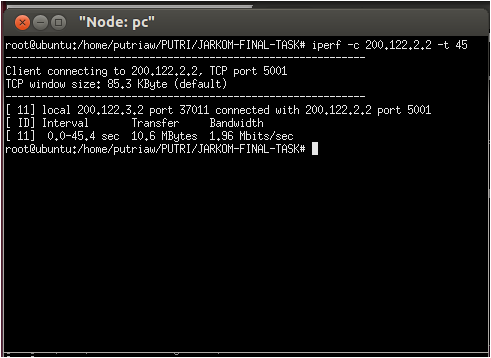 "Node: pc"
root@ubuntu:/home/putriaw/PUTRI/JARKOM-FINAL-TASK# iperf -c 200.122.2.2 -t 45
------------------------------------------------------------
Client connecting to 200.122.2.2, TCP port 5001
TCP window size: 85.3 KByte (default)
------------------------------------------------------------
[ 11] local 200.122.3.2 port 37011 connected with 200.122.2.2 port 5001
[ ID] Interval       Transfer     Bandwidth
[ 11]  0.0-45.4 sec  10.6 MBytes  1.96 Mbits/sec
root@ubuntu:/home/putriaw/PUTRI/JARKOM-FINAL-TASK#